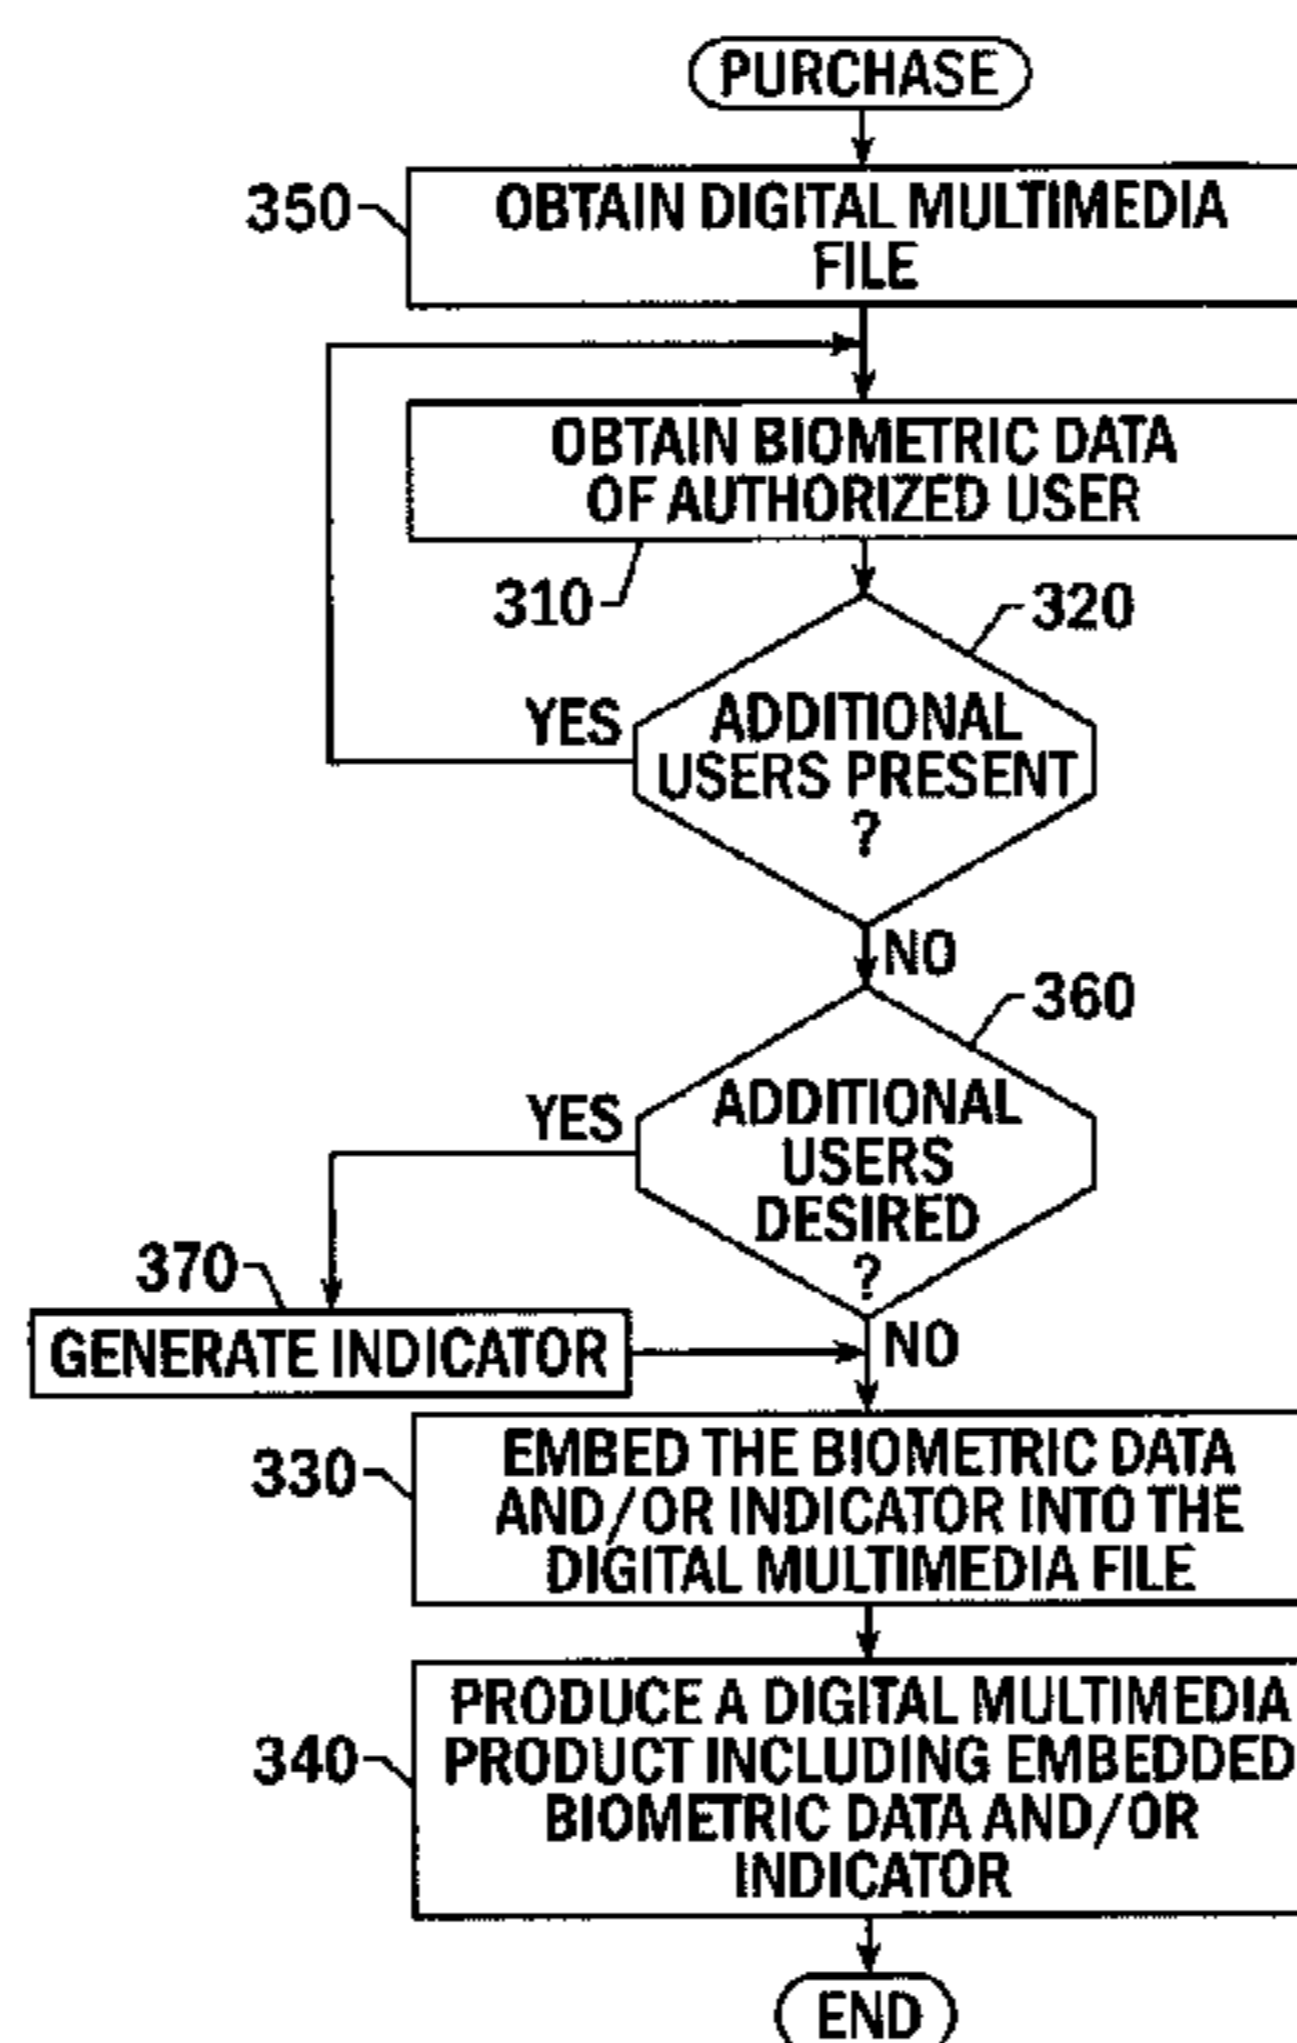 PURCHASE
350
OBTAIN DIGITAL MULTIMEDIA
FILE
OBTAIN BIOMETRIC DATA
OF AUTHORIZED USER
310
320
YES
ADDITIONAL
USERS PRESENT
?
NO
360
YES
ADDITIONAL
USERS
DESIRED
?
370
NO
GENERATE INDICATOR
330
EMBED THE BIOMETRIC DATA
AND/OR INDICATOR INTO THE
DIGITAL MULTIMEDIA FILE
340
PRODUCE A DIGITAL MULTIMEDIA
PRODUCT INCLUDING EMBEDDED
BIOMETRIC DATA AND/OR
INDICATOR
END